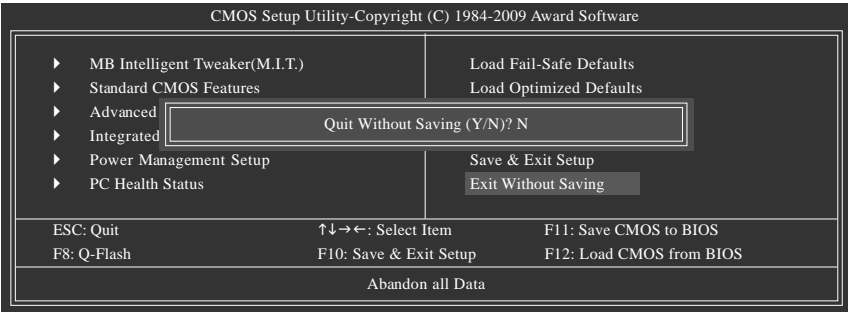 CMOS Setup Utility-Copyright (C) 1984-2009 Award Software
MB Intelligent Tweaker(M.I.T.)
Standard CMOS Features
Advanced
Integrated
Power Management Setup
PC Health Status
Load Fail-Safe Defaults
Load Optimized Defaults
Save & Exit Setup
Exit Without Saving
Quit Without Saving (Y/N)? N
ESC: Quit ↑↓→←: Select Item F11: Save CMOS to BIOS
F8: Q-Flash F10: Save & Exit Setup F12: Load CMOS from BIOS
Abandon all Data